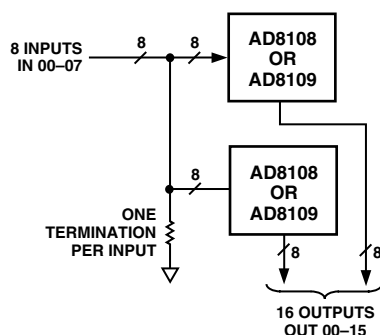 8 INPUTS
IN 00–07
8
8
AD8108
OR
AD8109
8
AD8108
OR
AD8109
ONE
TERMINATION
PER INPUT
8
8
16 OUTPUTS
OUT 00–15